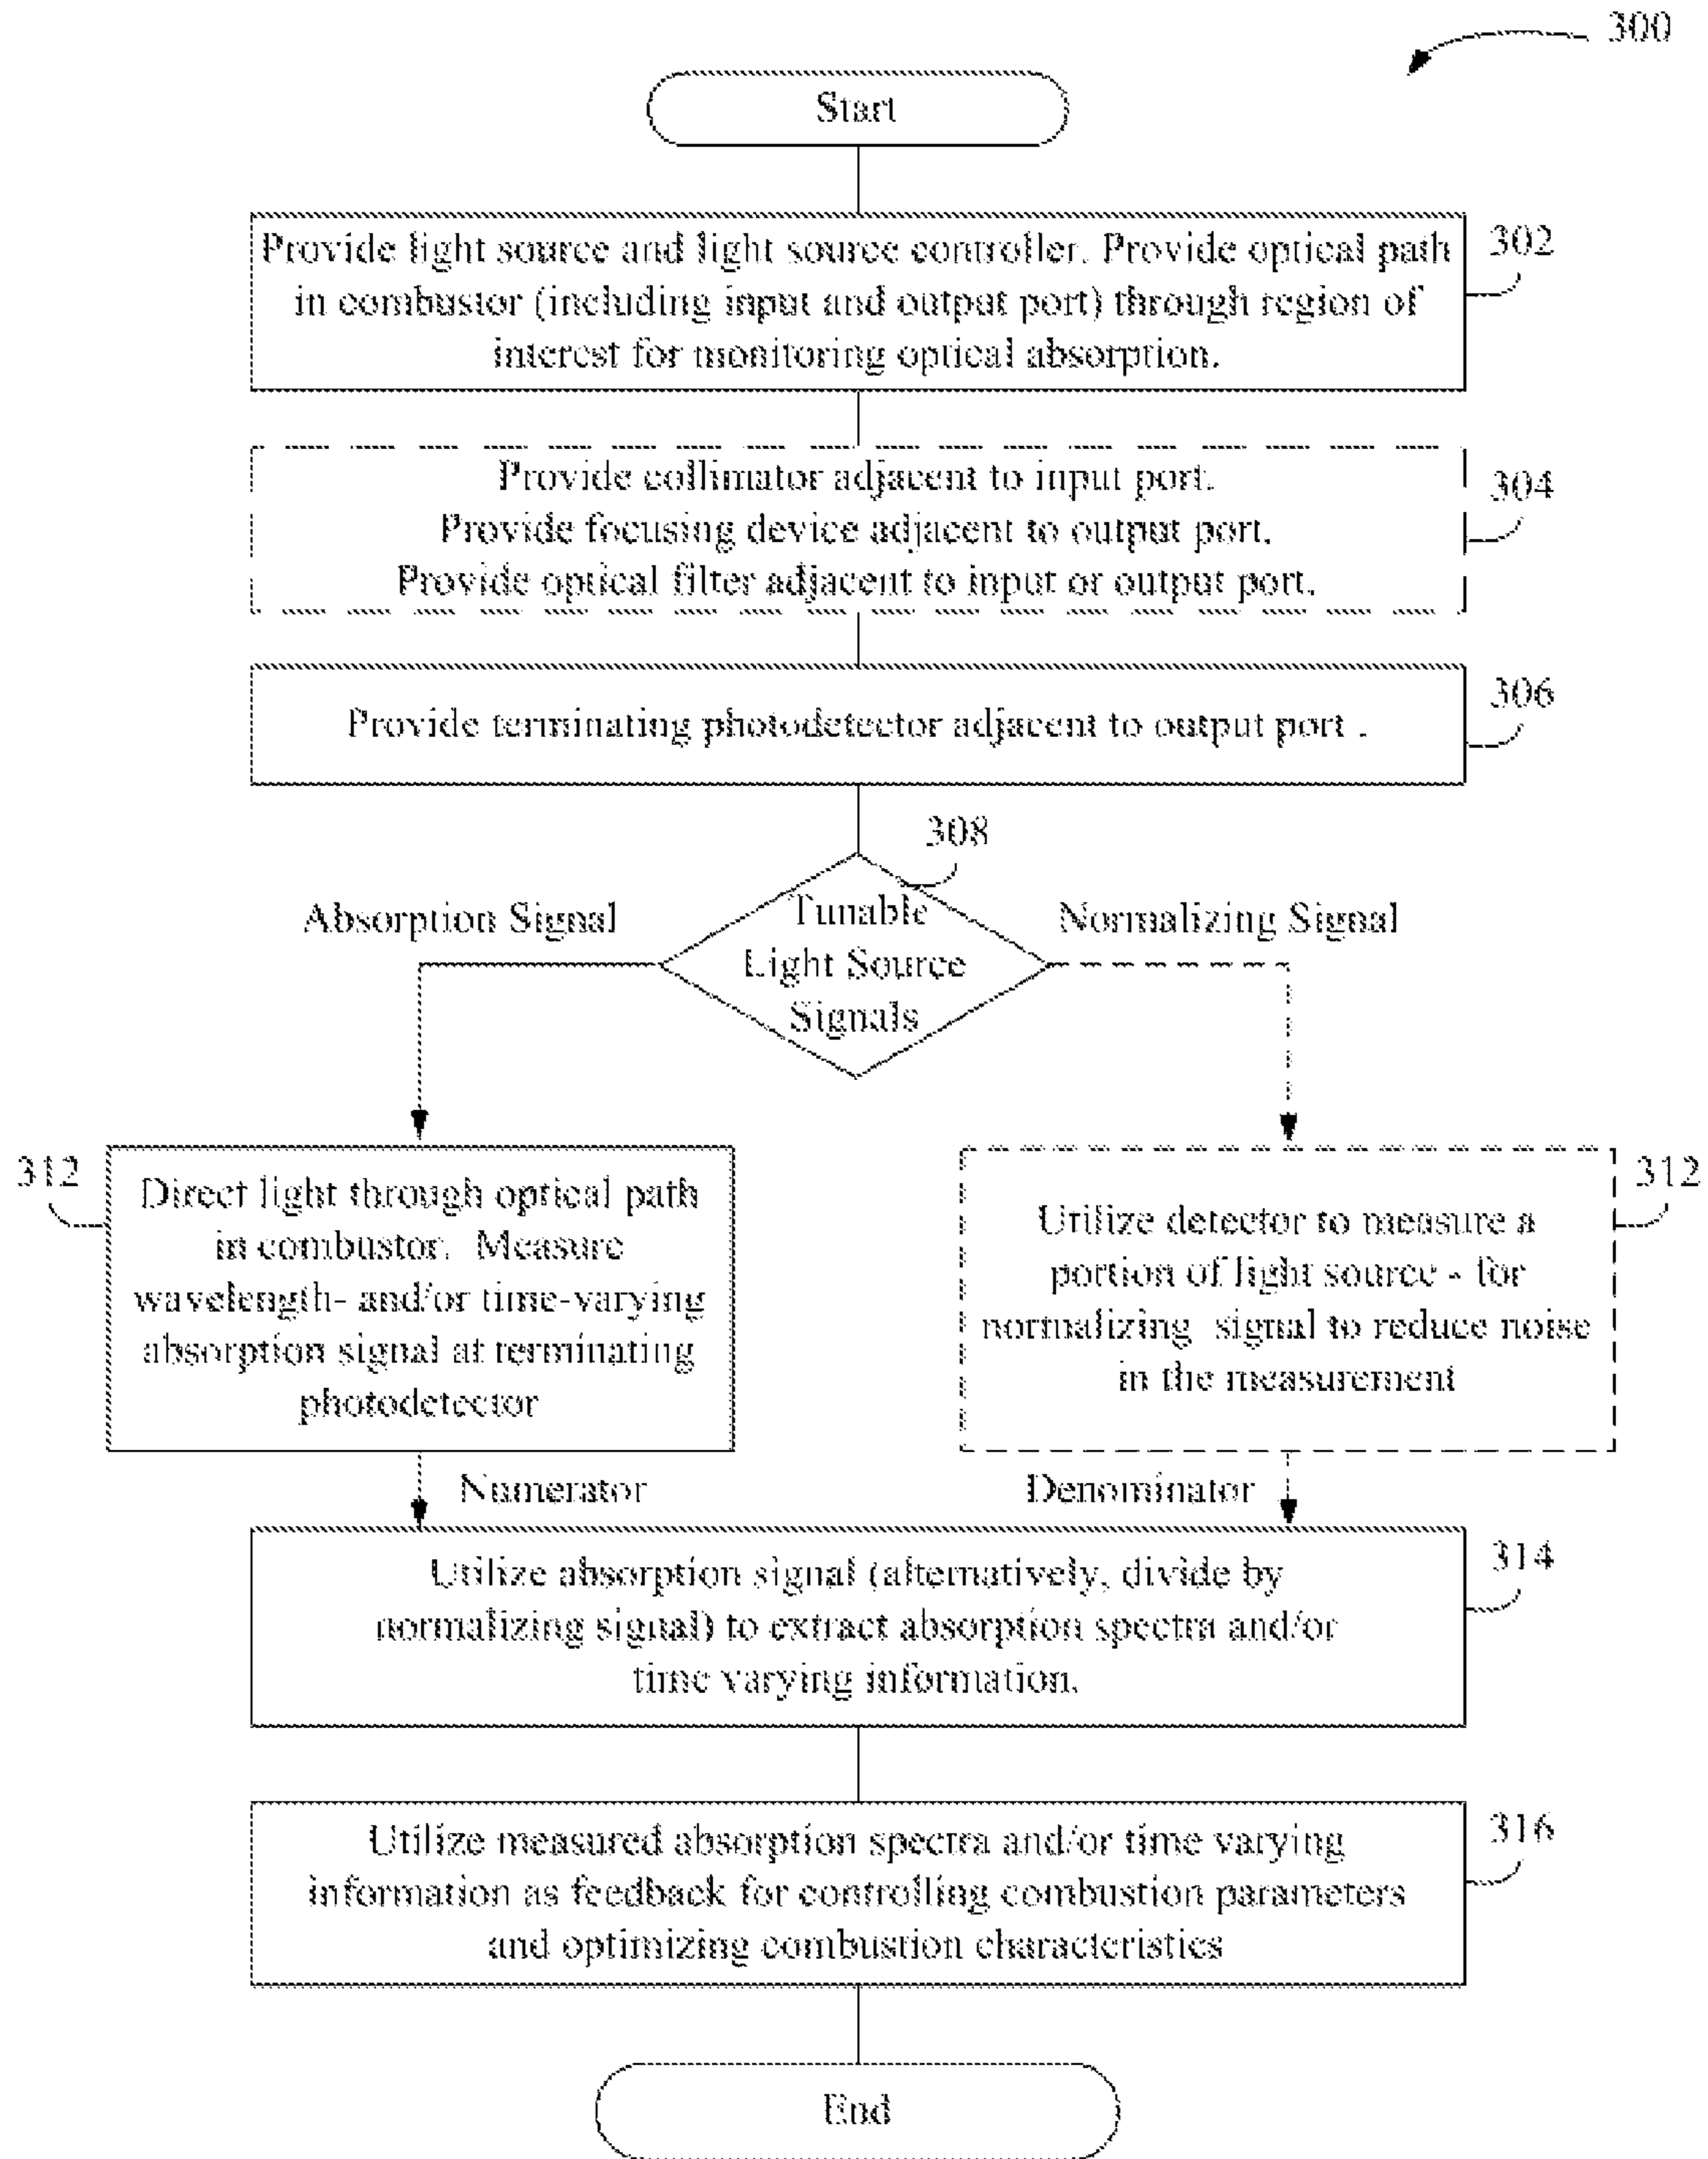 300
Start
Provide light source and light source controller. Provide optical path
in combustor (including input and output port) through region of
interest for monitoring optical absorption.
302
Provide collimator adjacent to input port.
Provide focusing device adjacent to output port.
Provide optical filter adjacent to input or output port.
304
Provide terminating photodetector adjacent to output port .
306
308
Tunable
Light Source
Signals
Absorption Signal
Normalizing Signal
312
Direct light through optical path
in combustor. Measure
wavelength- and/or time-varying
absorption signal at terminating
photodetector
312
Utilize detector to measure a
portion of light source - for
normalizing signal to reduce noise
in the measurement
Numerator
Denominator
Utilize absorption signal (alternatively, divide by
normalizing signal) to extract absorption spectra and/or
time varying information.
314
Utilize measured absorption spectra and/or time varying
information as feedback for controlling combustion parameters
and optimizing combustion characteristics
316
End